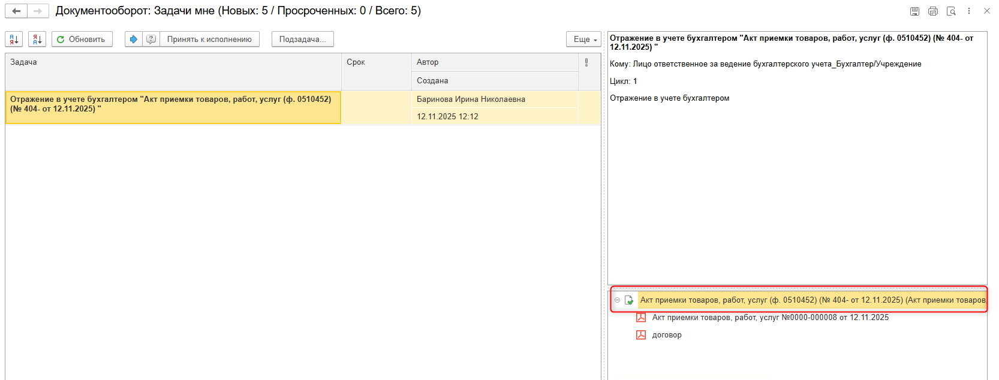 Документооборот: Задачи мне (Новых: 5 / Просроченных: 0 / Всего: 5)
Обновить
Принять к исполнению
Подзадача...
Еще
Задача
Срок
Автор
Создана
Отражение в учете бухгалтером "Акт приемки товаров, работ, услуг (ф. 0510452)
(№ 404- от 12.11.2025) "
Баринова Ирина Николаевна
12.11.2025 12:12
Отражение в учете бухгалтером "Акт приемки товаров, работ, услуг (ф. 0510452) (№ 404- от
12.11.2025) "
Кому: Лицо ответственное за ведение бухгалтерского учета_Бухгалтер/Учреждение
Цикл: 1
Отражение в учете бухгалтером
Акт приемки товаров, работ, услуг (ф. 0510452) (№ 404- от 12.11.2025) (Акт приемки товаров,
Акт приемки товаров, работ, услуг №0000-000008 от 12.11.2025
договор